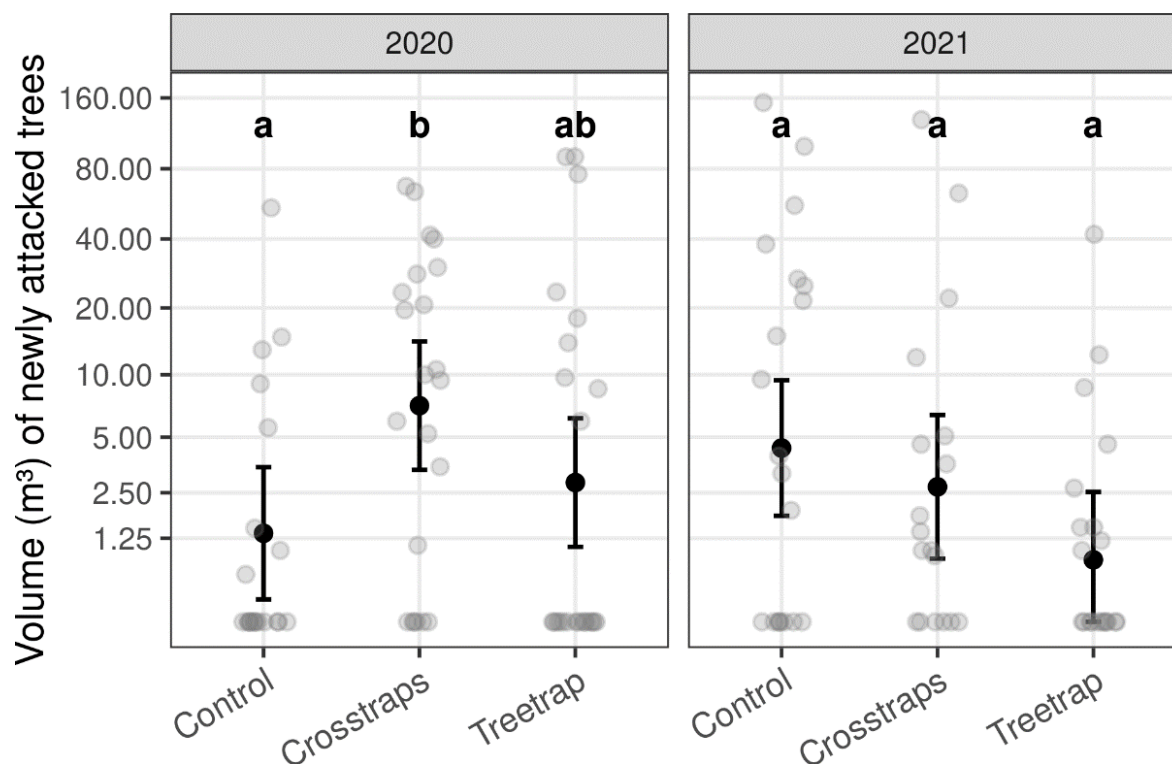 2020
2021
Volume (m³) of newly attacked trees
160.00
80.00
40.00
20.00
10.00
5.00
2.50
1.25
a
b
ab
a
a
a
Control
Crosstraps
Treetrap
Control
Crosstraps
Treetrap